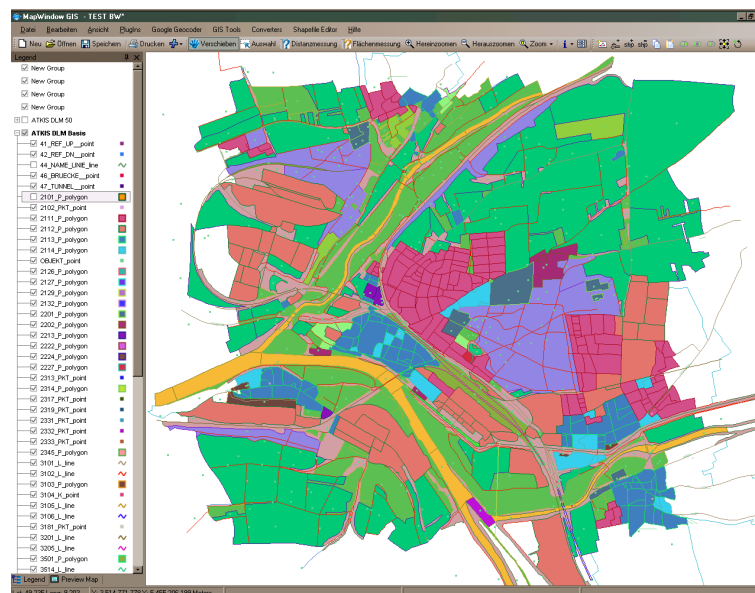 MapWindow GIS - TEST BW*
Datei Bearbeiten Ansicht PlugIns Google Geocoder GIS Tools Converters Shapefile Editor Hilfe
Neu Öffnen Speichern Drucken Verschieben Auswahl Distanzmessung Flächenmessung Hereinzoomen Herauszoomen Zoom
Legend
New Group
New Group
New Group
New Group
ATKIS DLM 50
ATKIS DLM Basis
41_REF_UP__point
42_REF_DN__point
44_NAME_LINIE_line
46_BRUECKE__point
47_TUNNEL__point
2101_P_polygon
2102_PKT_point
2111_P_polygon
2112_P_polygon
2113_P_polygon
2114_P_polygon
OBJEKT_point
2126_P_polygon
2127_P_polygon
2129_P_polygon
2132_P_polygon
2201_P_polygon
2202_P_polygon
2213_P_polygon
2222_P_polygon
2224_P_polygon
2227_P_polygon
2313_PKT_point
2314_P_polygon
2317_PKT_point
2319_PKT_point
2331_PKT_point
2332_PKT_point
2333_PKT_point
2345_P_polygon
3101_L_line
3102_L_line
3103_P_polygon
3104_K_point
3105_L_line
3106_L_line
3181_PKT_point
3201_L_line
3205_L_line
3501_P_polygon
3514_L_line
Legend Preview Map